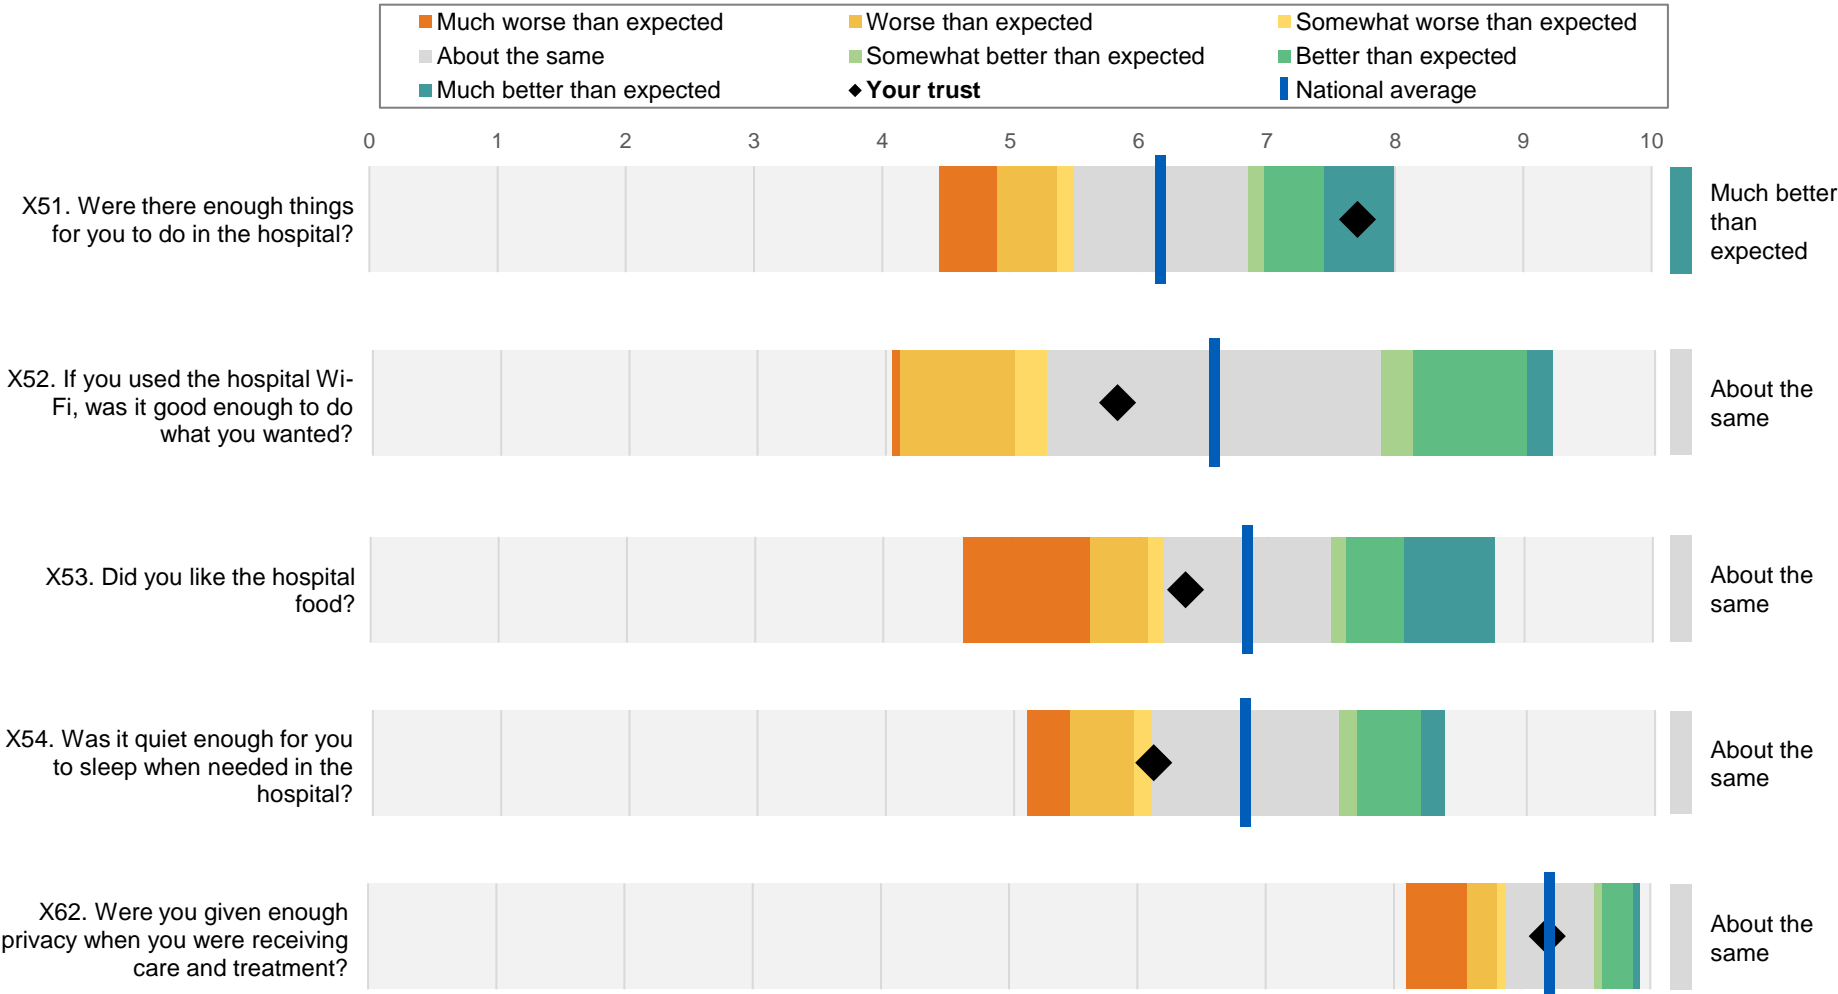 Much worse than expected
Worse than expected
Somewhat worse than expected
About the same
Somewhat better than expected
Better than expected
Much better than expected
Your trust
National average
0 1 2 3 4 5 6 7 8 9 10
X51. Were there enough things
for you to do in the hospital?
Much better
than
expected
X52. If you used the hospital Wi-
Fi, was it good enough to do
what you wanted?
About the
same
X53. Did you like the hospital
food?
About the
same
X54. Was it quiet enough for you
to sleep when needed in the
hospital?
About the
same
X62. Were you given enough
privacy when you were receiving
care and treatment?
About the
same